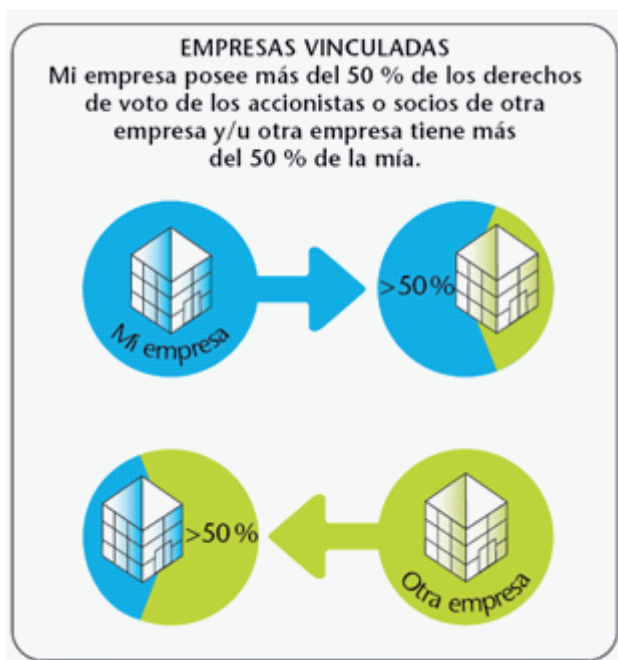 EMPRESAS VINCULADAS
Mi empresa posee más del 50 % de los derechos
de voto de los accionistas o socios de otra
empresa y/u otra empresa tiene más
del 50 % de la mía.
Mi empresa
>50 %
>50 %
Otra empresa